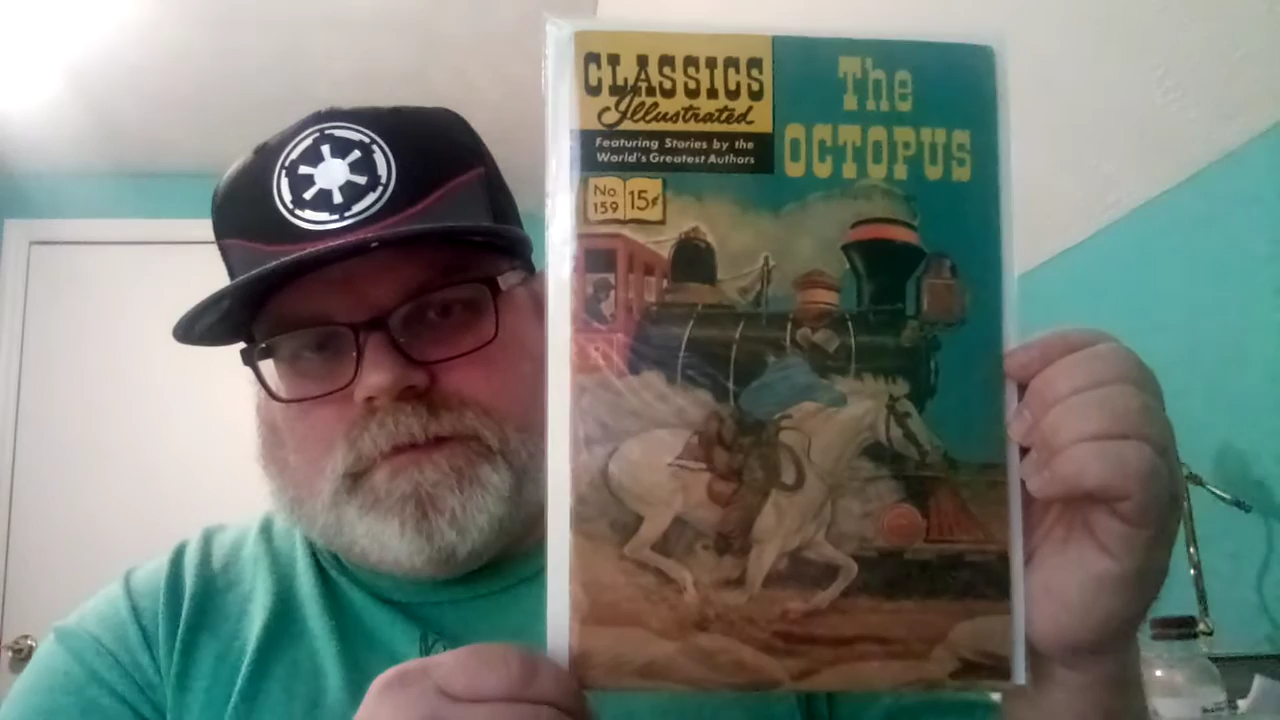 CLASSICS
Illustrated
Featuring Stories by the
World's Greatest Authors
No.
159
15¢
The
OCTOPUS